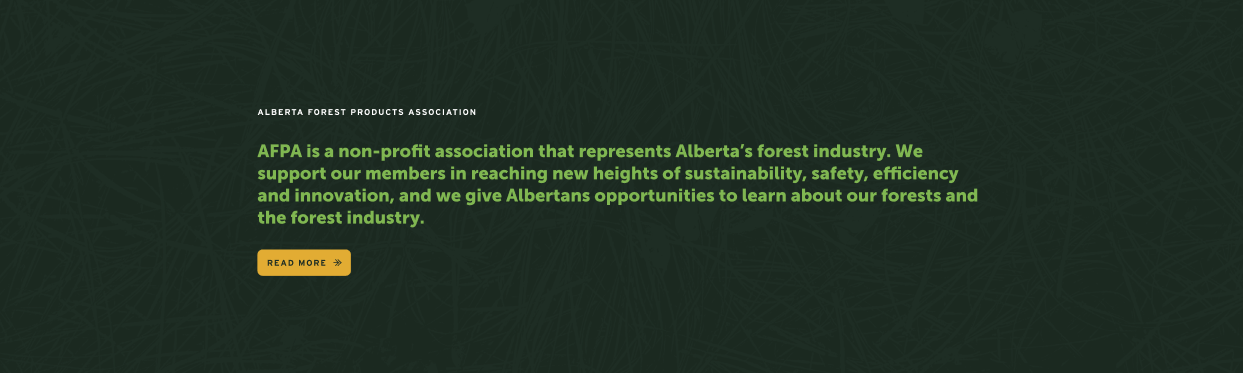 ALBERTA FOREST PRODUCTS ASSOCIATION
AFPA is a non-profit association that represents Alberta’s forest industry. We
support our members in reaching new heights of sustainability, safety, efficiency
and innovation, and we give Albertans opportunities to learn about our forests and
the forest industry.
READ MORE